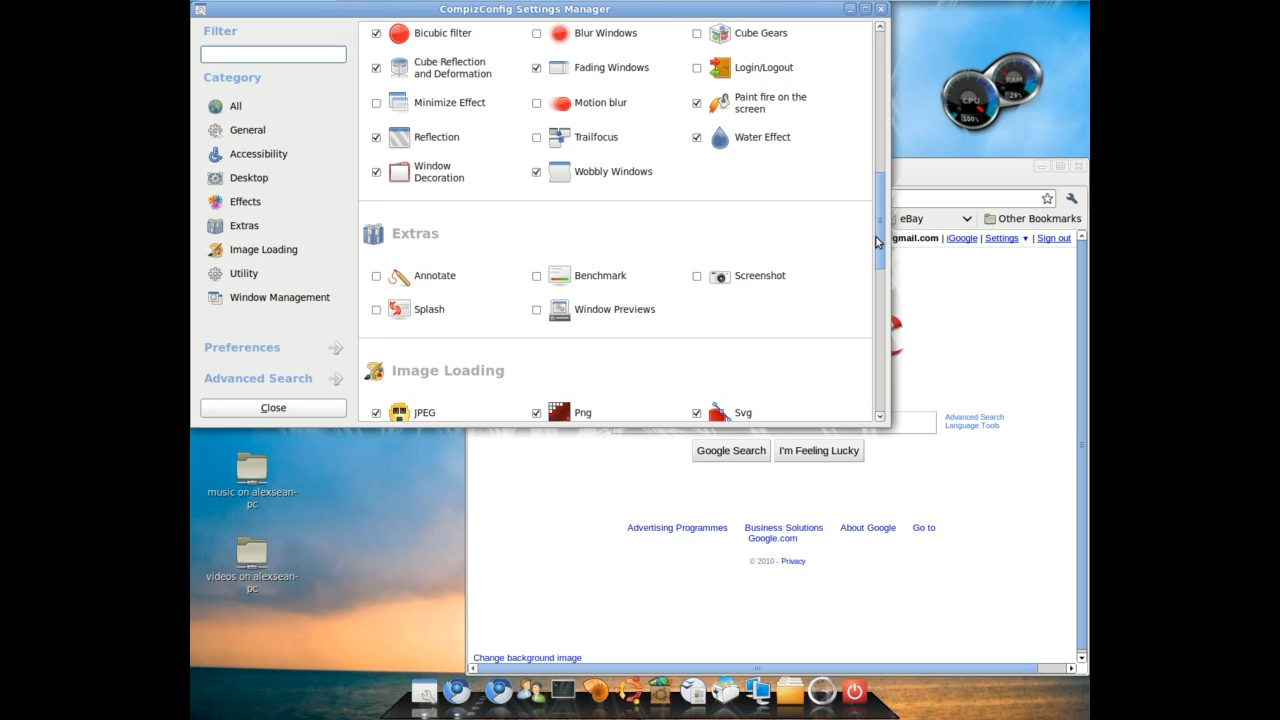 CompizConfig Settings Manager
Filter
Category
All
General
Accessibility
Desktop
Effects
Extras
Image Loading
Utility
Window Management
Preferences
Advanced Search
Close
Bicubic filter
Blur Windows
Cube Gears
Cube Reflection
and Deformation
Fading Windows
Login/Logout
Minimize Effect
Motion blur
Paint fire on the
screen
Reflection
Trailfocus
Water Effect
Window
Decoration
Wobbly Windows
Extras
Annotate
Benchmark
Screenshot
Splash
Window Previews
Image Loading
JPEG
Png
Svg
CPU
100%
RAM
28%
eBay
Other Bookmarks
gmail.com | iGoogle | Settings ▼ | Sign out
Advanced Search
Language Tools
Google Search
I'm Feeling Lucky
Advertising Programmes
Business Solutions
About Google
Go to
Google.com
© 2010 - Privacy
Change background image
music on alexsean-
pc
videos on alexsean-
pc